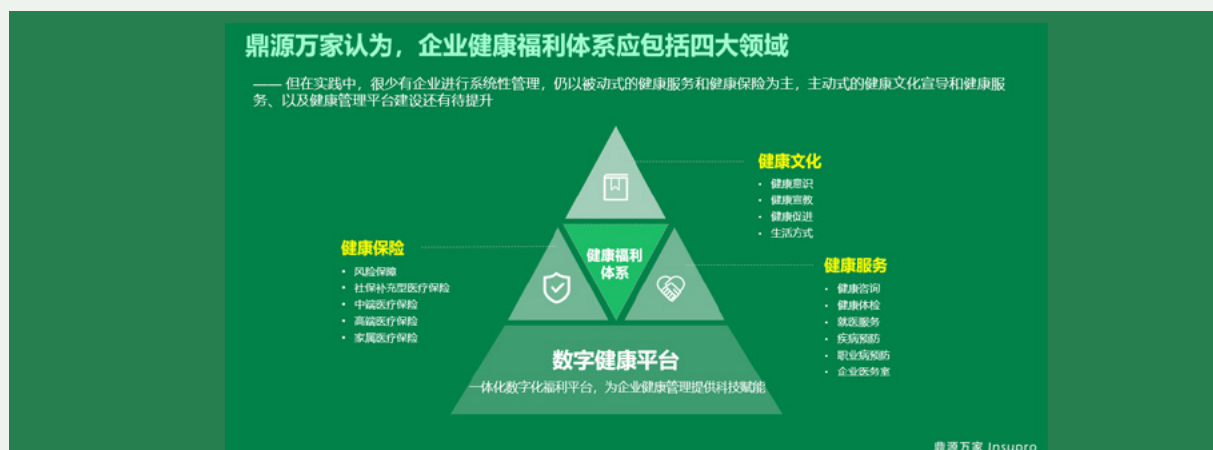 鼎源万家认为，企业健康福利体系应包括四大领域
—— 但在实践中，很少有企业进行系统性管理，仍以被动式的健康服务和健康保险为主，主动式的健康文化宣导和健康服
务、以及健康管理平台建设还有待提升
健康文化
• 健康意识
• 健康宣教
• 健康促进
• 生活方式
健康保险
• 风险保障
• 社保补充型医疗保险
• 中端医疗保险
• 高端医疗保险
• 家属医疗保险
健康福利
体系
健康服务
• 健康咨询
• 健康体检
• 就医服务
• 疾病预防
• 职业病预防
• 企业医务室
数字健康平台
一体化数字化福利平台，为企业健康管理提供科技赋能
鼎源万家 Insupro